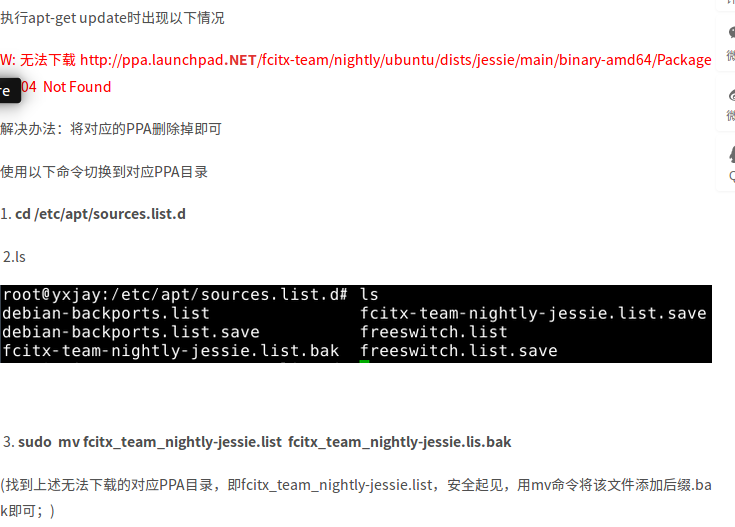 执行apt-get update时出现以下情况
W: 无法下载 http://ppa.launchpad.NET/fcitx-team/nightly/ubuntu/dists/jessie/main/binary-amd64/Package
re
04 Not Found
解决办法：将对应的PPA删除掉即可
使用以下命令切换到对应PPA目录
1. cd /etc/apt/sources.list.d
2.ls
root@yxjay:/etc/apt/sources.list.d# ls
debian-backports.list fcitx-team-nightly-jessie.list.save
debian-backports.list.save freeswitch.list
fcitx-team-nightly-jessie.list.bak freeswitch.list.save
3. sudo mv fcitx_team_nightly-jessie.list fcitx_team_nightly-jessie.lis.bak
(找到上述无法下载的对应PPA目录，即fcitx_team_nightly-jessie.list，安全起见，用mv命令将该文件添加后缀.ba
k即可；)